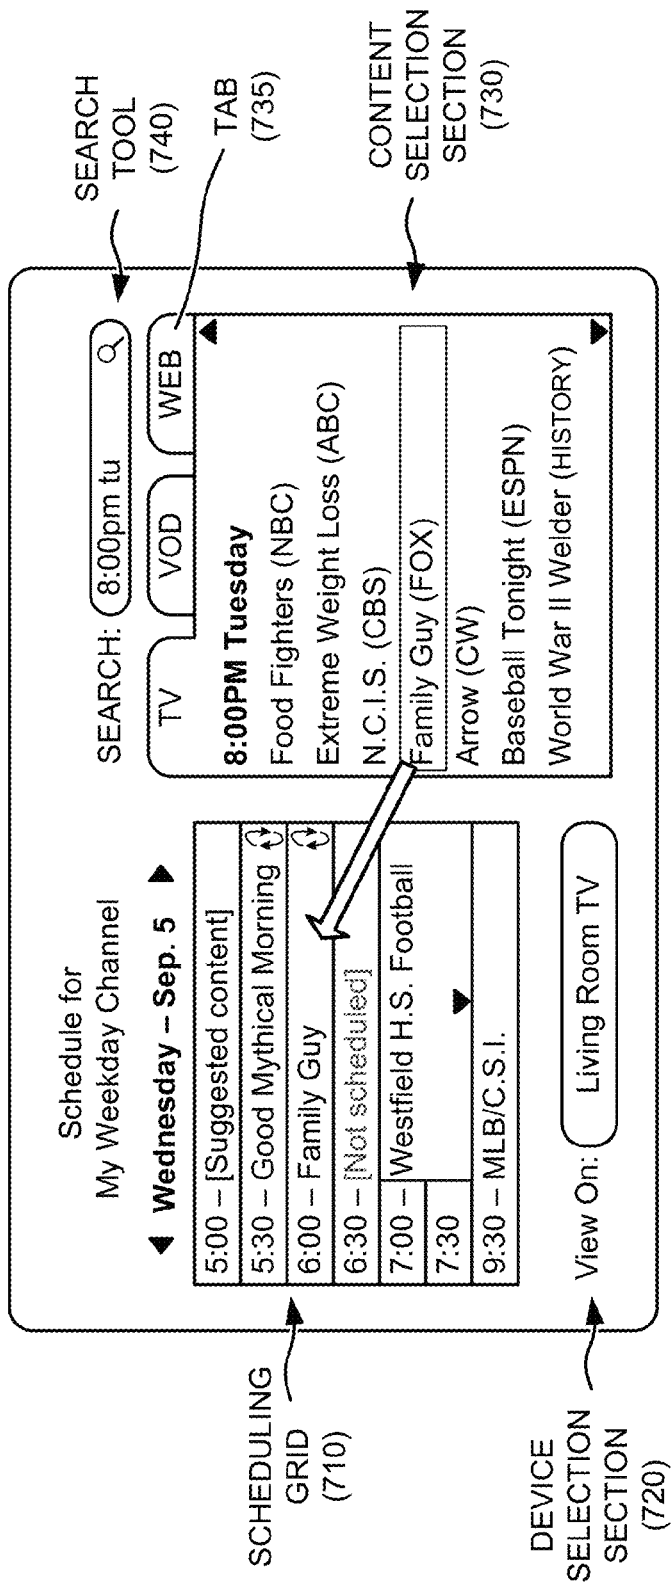 SEARCH
TOOL
(740)
TAB
(735)
CONTENT
SELECTION
SECTION
(730)
Schedule for
My Weekday Channel
◀ Wednesday – Sep. 5 ▶
5:00 – [Suggested content]
5:30 – Good Mythical Morning
6:00 – Family Guy
6:30 – [Not scheduled]
7:00 – Westfield H.S. Football
7:30
9:30 – MLB/C.S.I.
View On: Living Room TV
SEARCH: 8:00pm tu
TV VOD WEB
8:00PM Tuesday
Food Fighters (NBC)
Extreme Weight Loss (ABC)
N.C.I.S. (CBS)
Family Guy (FOX)
Arrow (CW)
Baseball Tonight (ESPN)
World War II Welder (HISTORY)
SCHEDULING
GRID
(710)
DEVICE
SELECTION
SECTION
(720)